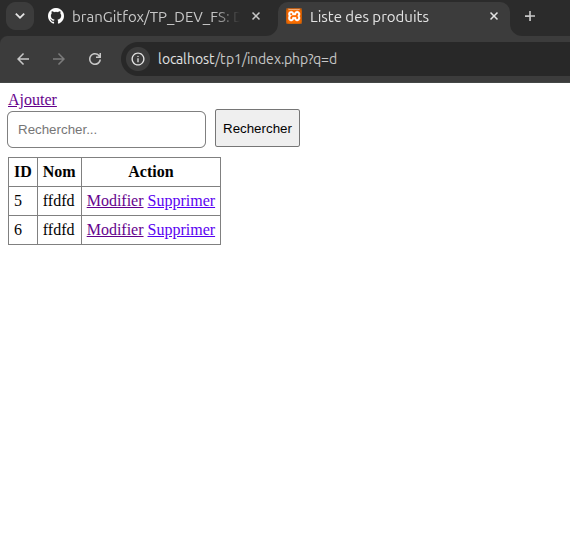 branGitfox/TP_DEV_FS: D
Liste des produits
localhost/tp1/index.php?q=d
Ajouter
Rechercher...
Rechercher
ID Nom Action
5 ffdfd Modifier Supprimer
6 ffdfd Modifier Supprimer